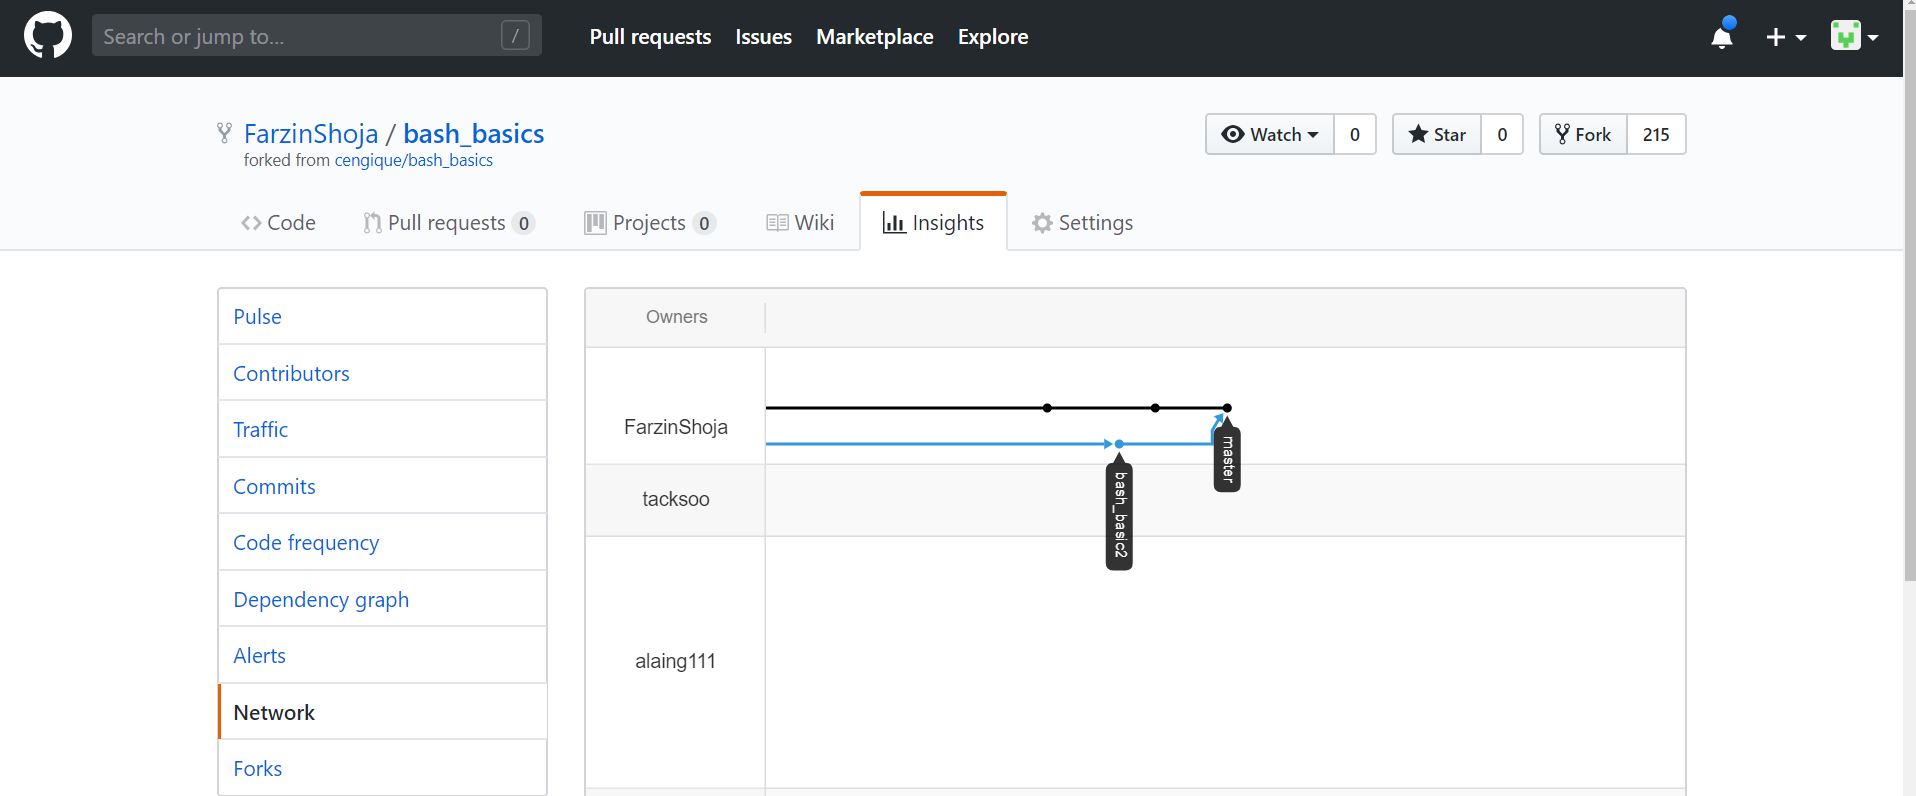 Search or jump to... /
Pull requests Issues Marketplace Explore
FarzinShoja / bash_basics
forked from cengique/bash_basics
Watch 0 Star 0 Fork 215
Code Pull requests 0 Projects 0 Wiki Insights Settings
Pulse
Contributors
Traffic
Commits
Code frequency
Dependency graph
Alerts
Network
Forks
Owners
FarzinShoja
tacksoo
alaing111
master
bash_basic2